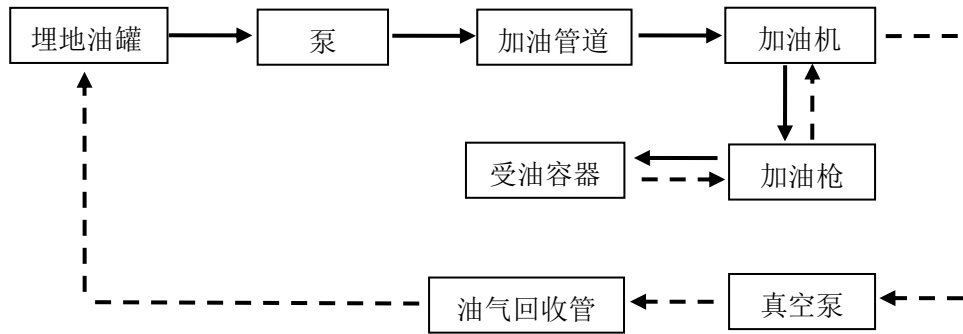 埋地油罐
泵
加油管道
加油机
受油容器
加油枪
油气回收管
真空泵